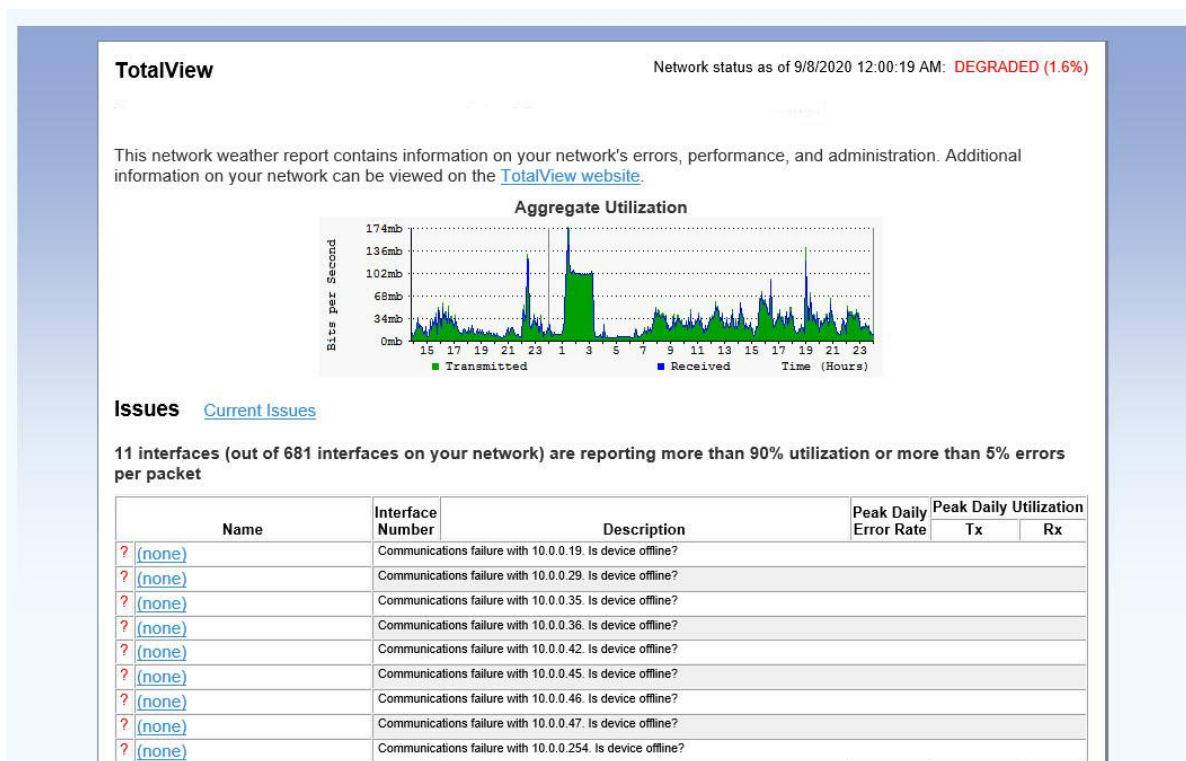 TotalView
Network status as of 9/8/2020 12:00:19 AM: DEGRADED (1.6%)
This network weather report contains information on your network's errors, performance, and administration. Additional
information on your network can be viewed on the TotalView website.
Aggregate Utilization
Bits per Second
174mb
136mb
102mb
68mb
34mb
0mb
15 17 19 21 23 1 3 5 7 9 11 13 15 17 19 21 23
Transmitted Received Time (Hours)
Issues Current Issues
11 interfaces (out of 681 interfaces on your network) are reporting more than 90% utilization or more than 5% errors
per packet
Name Interface Number Description Peak Daily Error Rate Peak Daily Utilization
Tx Rx
? (none) Communications failure with 10.0.0.19. Is device offline?
? (none) Communications failure with 10.0.0.29. Is device offline?
? (none) Communications failure with 10.0.0.35. Is device offline?
? (none) Communications failure with 10.0.0.36. Is device offline?
? (none) Communications failure with 10.0.0.42. Is device offline?
? (none) Communications failure with 10.0.0.45. Is device offline?
? (none) Communications failure with 10.0.0.46. Is device offline?
? (none) Communications failure with 10.0.0.47. Is device offline?
? (none) Communications failure with 10.0.0.254. Is device offline?